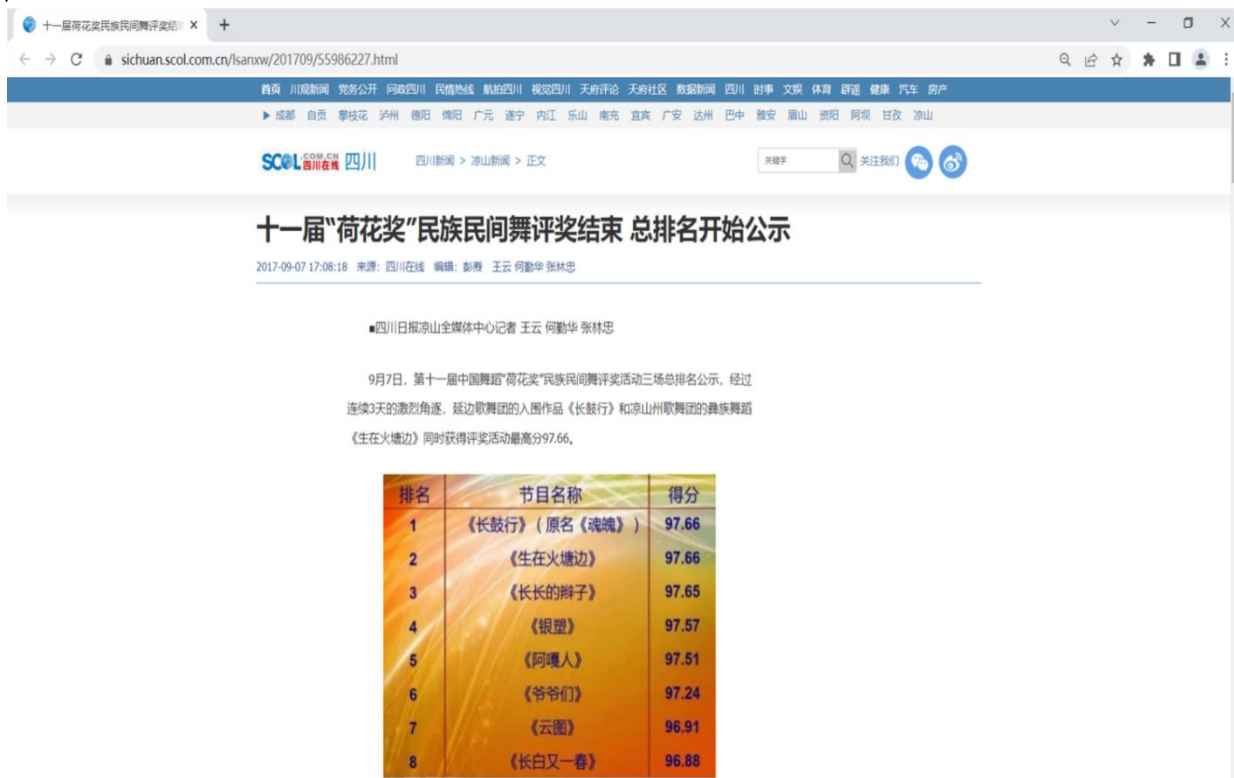 十一届荷花奖民族民间舞评奖结
sichuan.scol.com.cn/lsanxw/201709/55986227.html
首页 川观新闻 党务公开 问政四川 民情热线 航拍四川 视觉四川 天府评论 天府社区 数据新闻 四川 时事 文娱 体育 辟谣 健康 汽车 房产
▶ 成都 自贡 攀枝花 泸州 德阳 绵阳 广元 遂宁 内江 乐山 南充 宜宾 广安 达州 巴中 雅安 眉山 资阳 阿坝 甘孜 凉山
SCOL.COM.CN 四川在线 四川 四川新闻 > 凉山新闻 > 正文 关键字 关注我们
十一届“荷花奖”民族民间舞评奖结束 总排名开始公示
2017-09-07 17:08:18 来源：四川在线 编辑：彭焘 王云 何勤华 张林忠
■四川日报凉山全媒体中心记者 王云 何勤华 张林忠
9月7日，第十一届中国舞蹈“荷花奖”民族民间舞评奖活动三场总排名公示，经过
连续3天的激烈角逐，延边歌舞团的入围作品《长鼓行》和凉山州歌舞团的彝族舞蹈
《生在火塘边》同时获得评奖活动最高分97.66。
排名 节目名称 得分
1 《长鼓行》（原名《魂魄》） 97.66
2 《生在火塘边》 97.66
3 《长长的辫子》 97.65
4 《银塑》 97.57
5 《阿嘎人》 97.51
6 《爷爷们》 97.24
7 《云图》 96.91
8 《长白又一春》 96.88